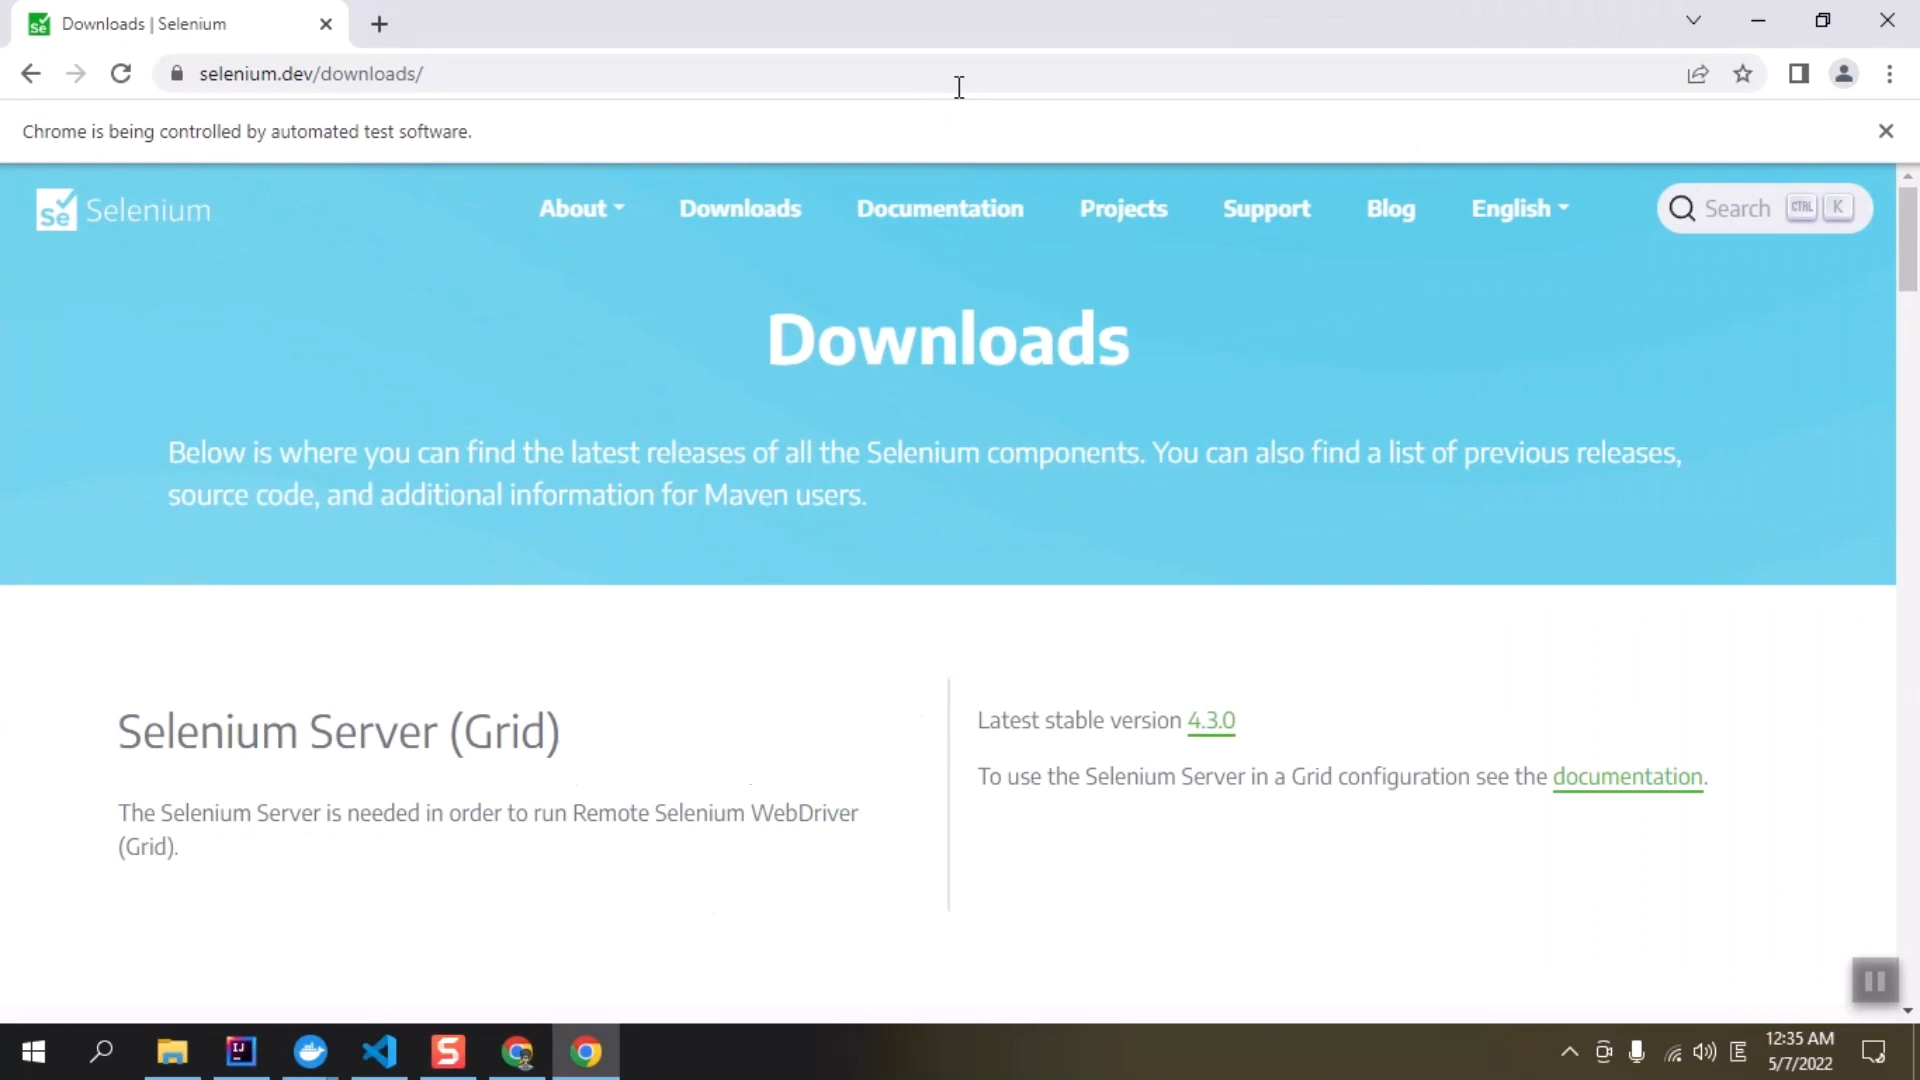 Downloads | Selenium
selenium.dev/downloads/
Chrome is being controlled by automated test software.
Se Selenium
About
Downloads
Documentation
Projects
Support
Blog
English
Search CTRL K
Downloads
Below is where you can find the latest releases of all the Selenium components. You can also find a list of previous releases,
source code, and additional information for Maven users.
Selenium Server (Grid)
The Selenium Server is needed in order to run Remote Selenium WebDriver
(Grid).
Latest stable version 4.3.0
To use the Selenium Server in a Grid configuration see the documentation.
12:35 AM
5/7/2022